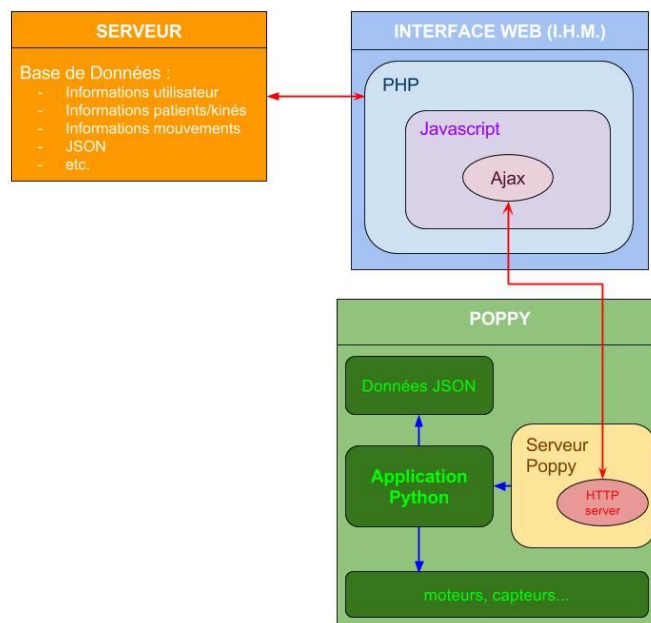 SERVEUR
Base de Données :
- Informations utilisateur
- Informations patients/kinés
- Informations mouvements
- JSON
- etc.
INTERFACE WEB (I.H.M.)
PHP
Javascript
Ajax
POPPY
Données JSON
Application
Python
Serveur
Poppy
HTTP
server
moteurs, capteurs...